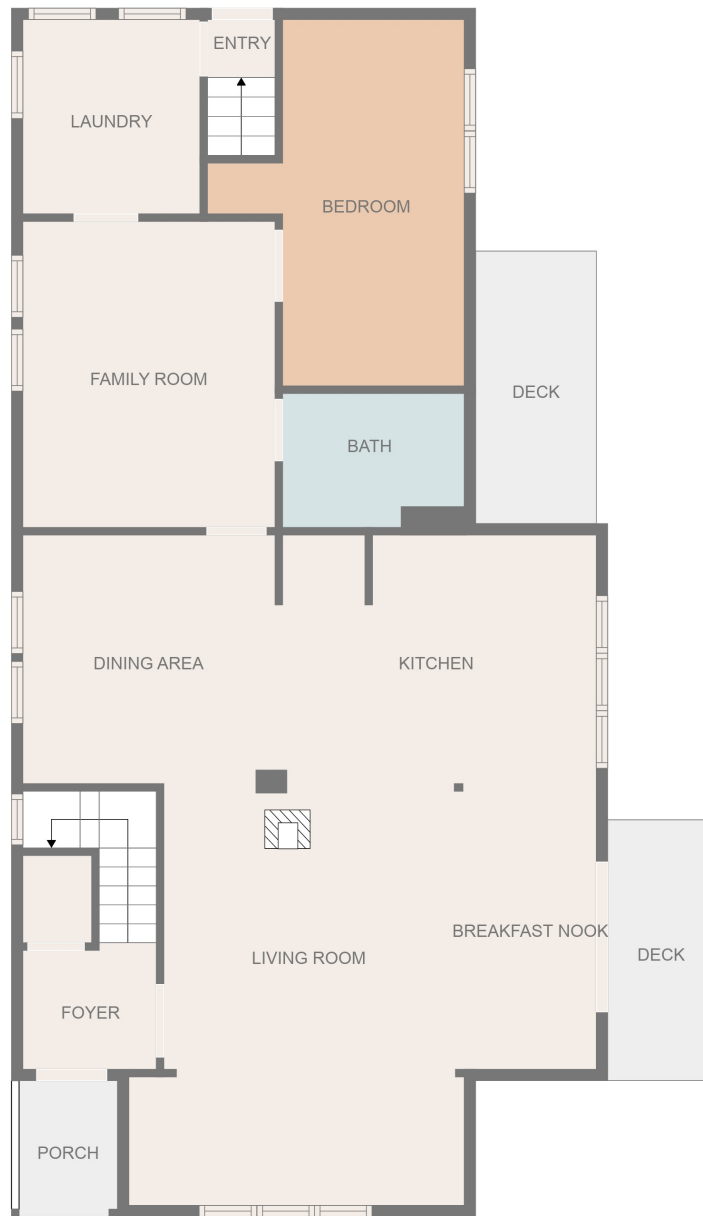 ENTRY
LAUNDRY
BEDROOM
FAMILY ROOM
DECK
BATH
DINING AREA
KITCHEN
BREAKFAST NOOK
LIVING ROOM
DECK
FOYER
PORCH